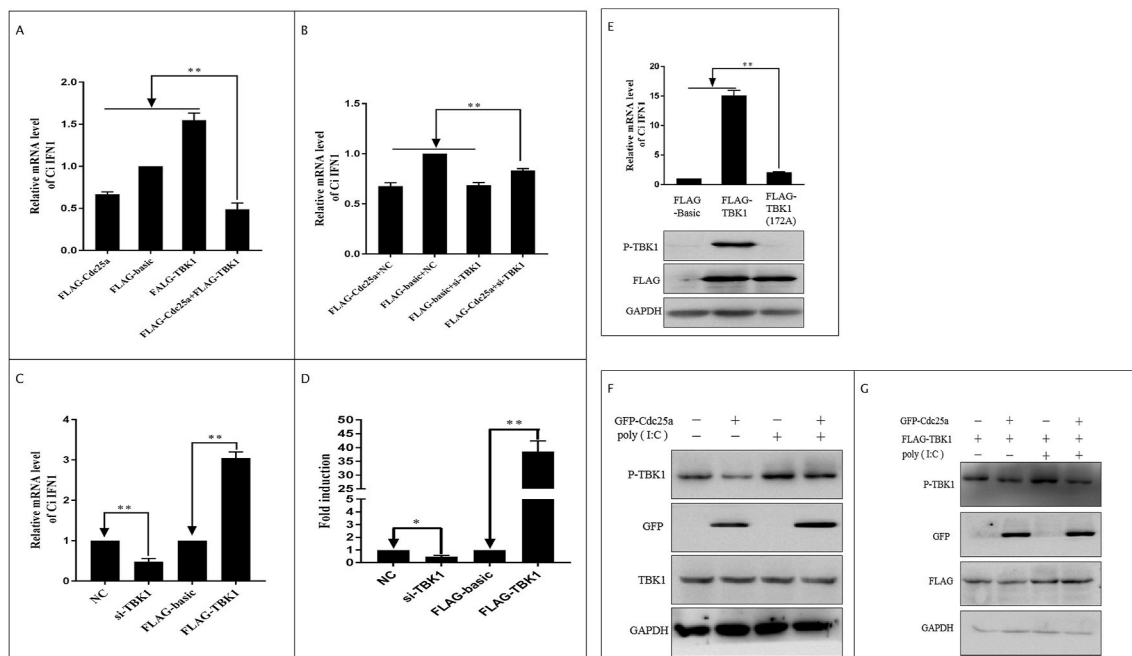 A
Relative mRNA level
of Ci IFN1
2.0
1.5
1.0
0.5
0.0
**
FLAG-Cdc25a
FLAG-basic
FALG-TBK1
FLAG-Cdc25a+FLAG-TBK1
B
Relative mRNA level
of Ci IFN1
1.5
1.0
0.5
0.0
**
FLAG-Cdc25a+NC
FLAG-basic+NC
FLAG-basic+si-TBK1
FLAG-Cdc25a+si-TBK1
C
Relative mRNA level
of Ci IFN1
4
3
2
1
0
**
**
NC
si-TBK1
FLAG-basic
FLAG-TBK1
D
Fold induction
50
45
40
35
30
25
5
4
3
2
1
0
*
**
NC
si-TBK1
FLAG-basic
FLAG-TBK1
E
Relative mRNA level
of Ci IFN1
20
15
10
5
0
**
FLAG
-Basic
FLAG-
TBK1
FLAG-
TBK1
(172A)
P-TBK1
FLAG
GAPDH
F
GFP-Cdc25a − + − +
poly ( I:C) − − + +
P-TBK1
GFP
TBK1
GAPDH
G
GFP-Cdc25a − + − +
FLAG-TBK1 + + + +
poly ( I:C) − − + +
P-TBK1
GFP
FLAG
GAPDH